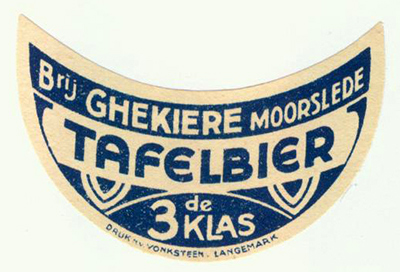 Brij GHEKIERE MOORSLEDE
TAFELBIER
de
3 KLAS
DRUK. VONKSTEEN. LANGEMARK